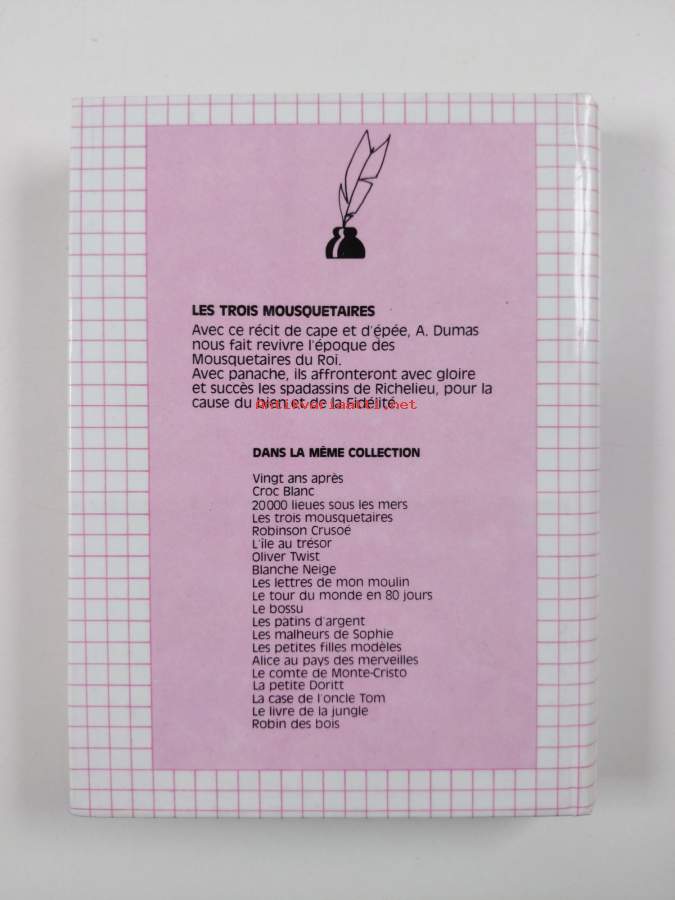 LES TROIS MOUSQUETAIRES
Avec ce récit de cape et d'épée, A. Dumas
nous fait revivre l'époque des
Mousquetaires du Roi.
Avec panache, ils affronteront avec gloire
et succès les spadassins de Richelieu, pour la
cause du bien et de la fidélité.
Antikvariaatit.net
DANS LA MÊME COLLECTION
Vingt ans après
Croc Blanc
20000 lieues sous les mers
Les trois mousquetaires
Robinson Crusoé
L'île au trésor
Oliver Twist
Blanche Neige
Les lettres de mon moulin
Le tour du monde en 80 jours
Le bossu
Les patins d'argent
Les malheurs de Sophie
Les petites filles modèles
Alice au pays des merveilles
Le comte de Monte-Cristo
La petite Doritt
La case de l'oncle Tom
Le livre de la jungle
Robin des bois